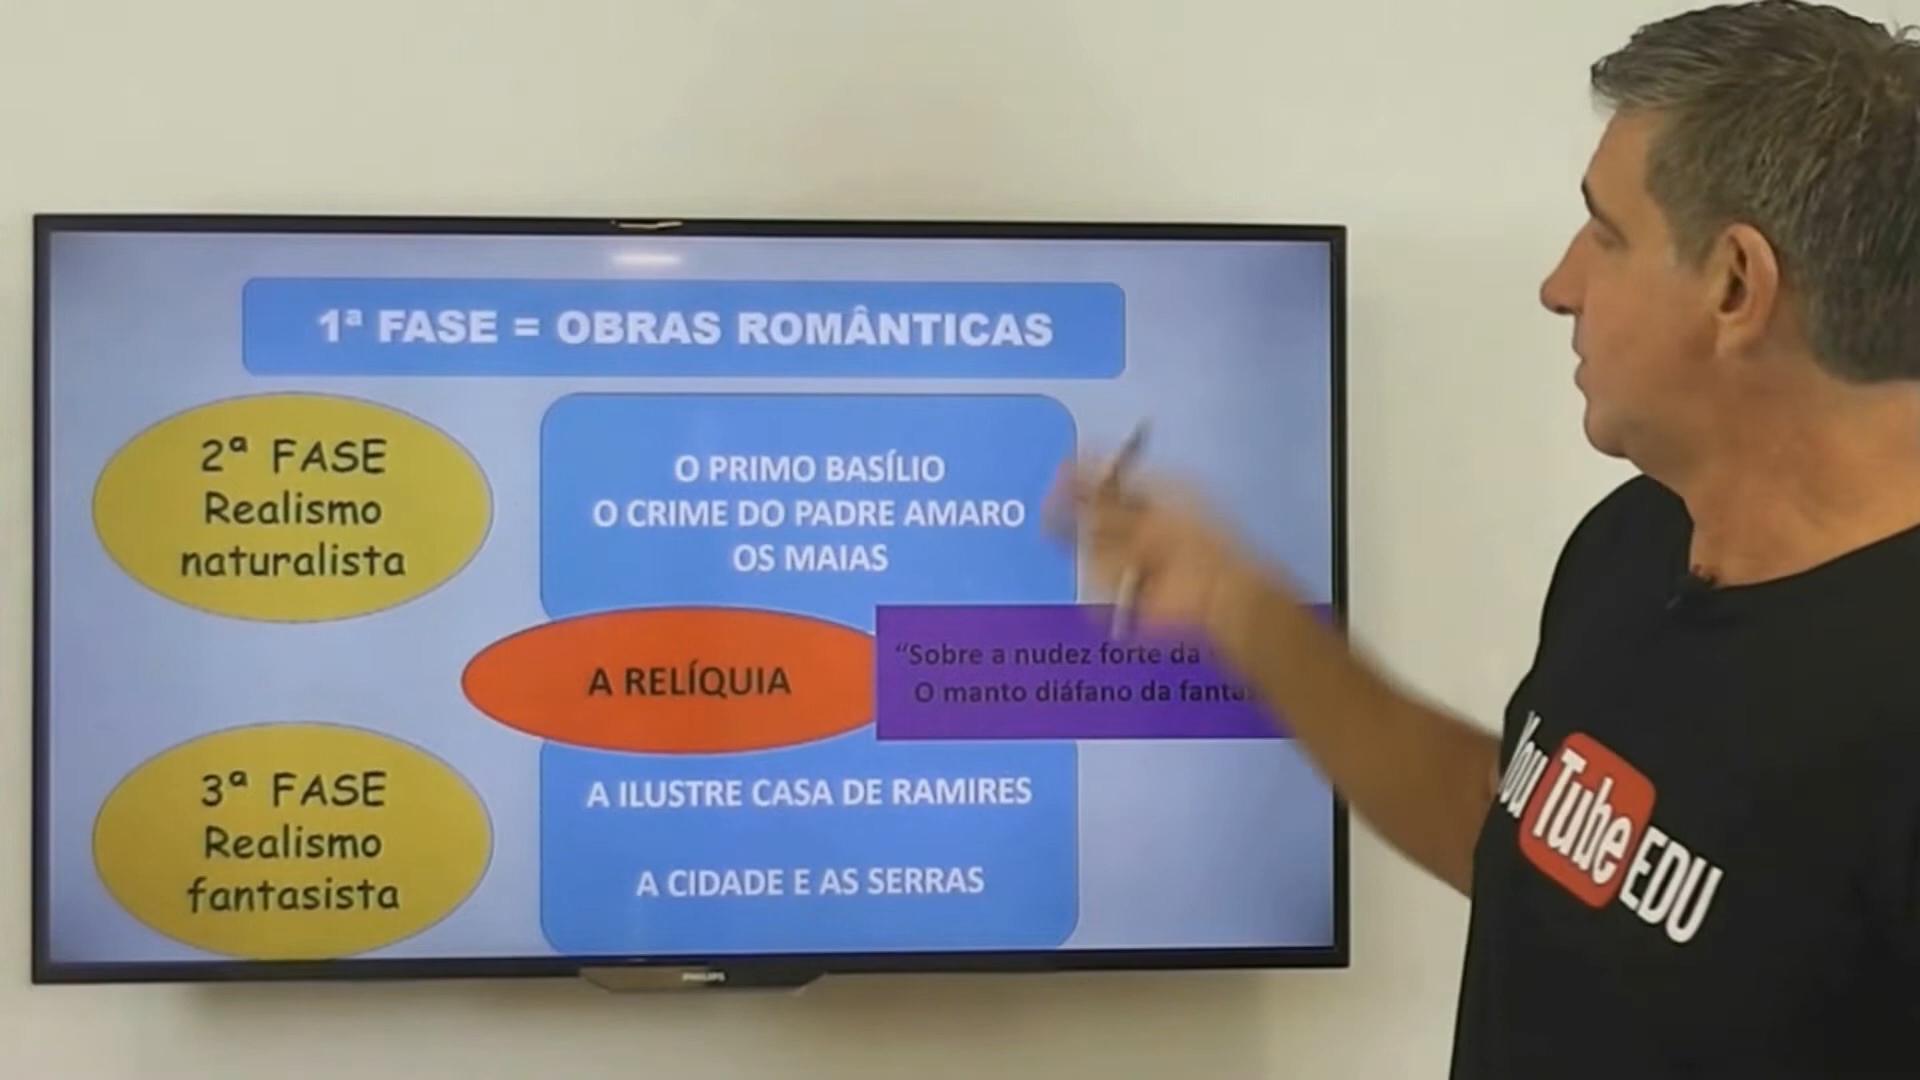 1ª FASE = OBRAS ROMÂNTICAS
2ª FASE
Realismo
naturalista
O PRIMO BASÍLIO
O CRIME DO PADRE AMARO
OS MAIAS
A RELÍQUIA
“Sobre a nudez forte da
O manto diáfano da
3ª FASE
Realismo
fantasista
A ILUSTRE CASA DE RAMIRES
A CIDADE E AS SERRAS
PHILIPS
YouTube EDU